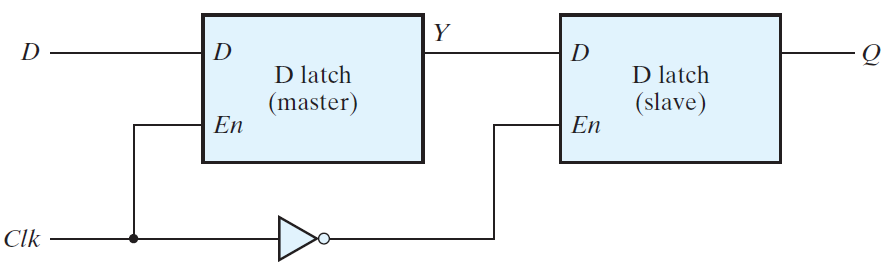 Y
D
D
D latch
(master)
En
D
D latch
(slave)
En
Q
Clk